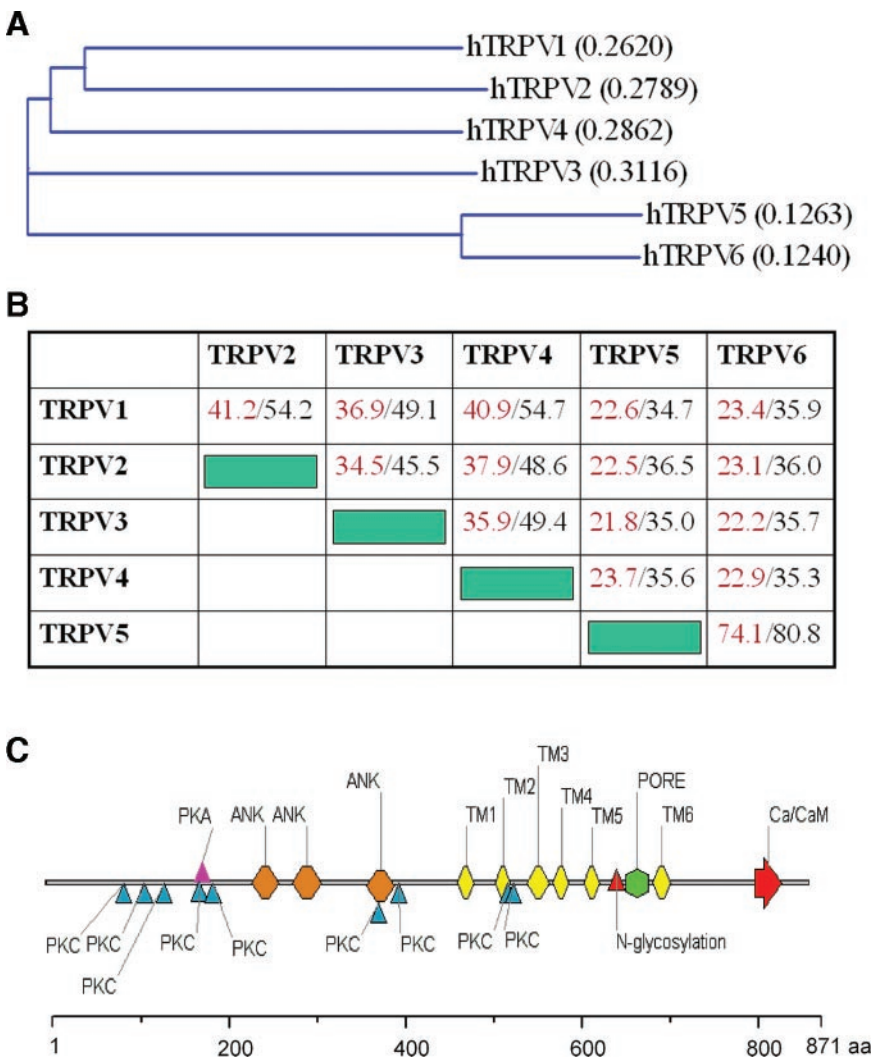 A
hTRPV1 (0.2620)
hTRPV2 (0.2789)
hTRPV4 (0.2862)
hTRPV3 (0.3116)
hTRPV5 (0.1263)
hTRPV6 (0.1240)
B
TRPV2 TRPV3 TRPV4 TRPV5 TRPV6
TRPV1 41.2/54.2 36.9/49.1 40.9/54.7 22.6/34.7 23.4/35.9
TRPV2 34.5/45.5 37.9/48.6 22.5/36.5 23.1/36.0
TRPV3 35.9/49.4 21.8/35.0 22.2/35.7
TRPV4 23.7/35.6 22.9/35.3
TRPV5 74.1/80.8
C
TM3
ANK TM2 PORE
PKA ANK ANK TM1 TM4 TM5 TM6 Ca/CaM
PKC PKC PKC PKC PKC PKC PKC PKC N-glycosylation
PKC
1 200 400 600 800 871 aa